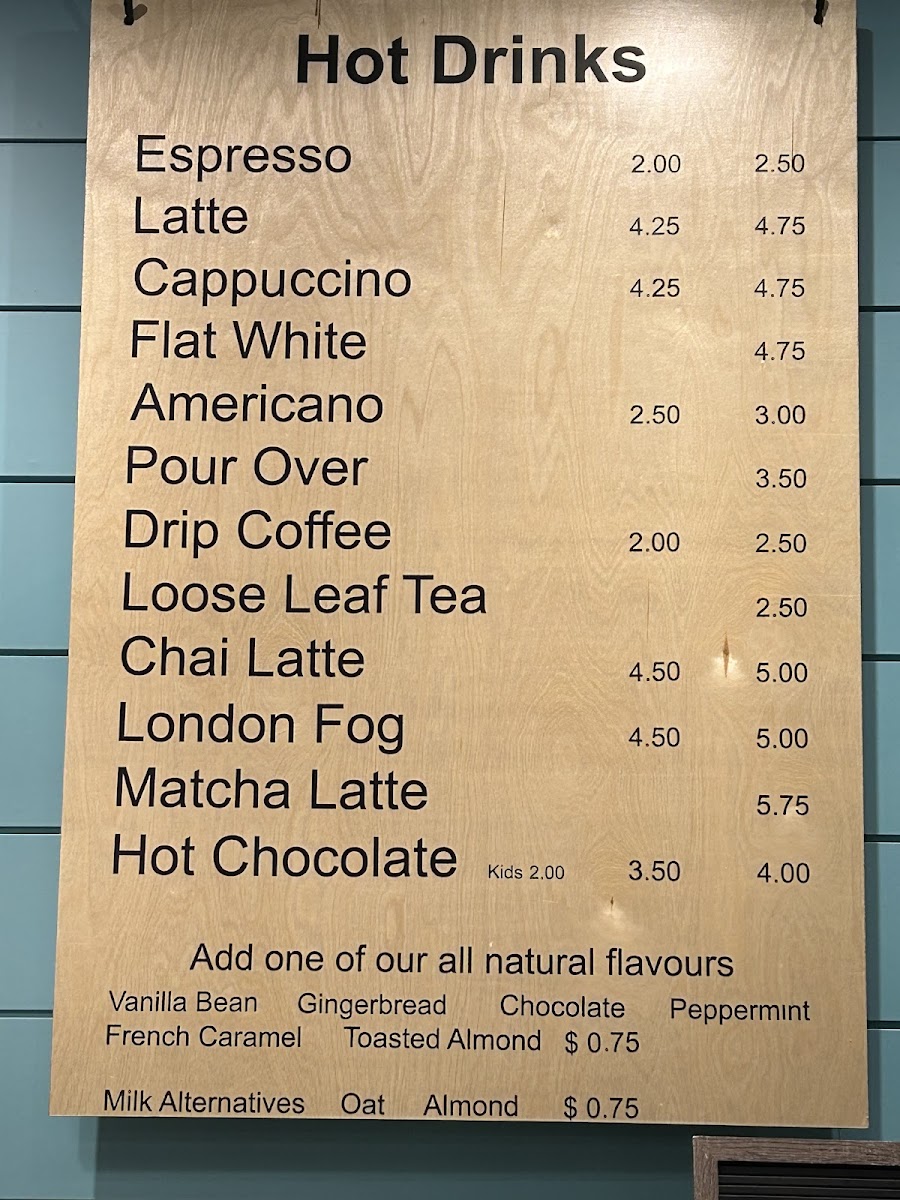 Hot Drinks
Espresso 2.00 2.50
Latte 4.25 4.75
Cappuccino 4.25 4.75
Flat White 4.75
Americano 2.50 3.00
Pour Over 3.50
Drip Coffee 2.00 2.50
Loose Leaf Tea 2.50
Chai Latte 4.50 5.00
London Fog 4.50 5.00
Matcha Latte 5.75
Hot Chocolate Kids 2.00 3.50 4.00
Add one of our all natural flavours
Vanilla Bean Gingerbread Chocolate Peppermint
French Caramel Toasted Almond $ 0.75
Milk Alternatives Oat Almond $ 0.75